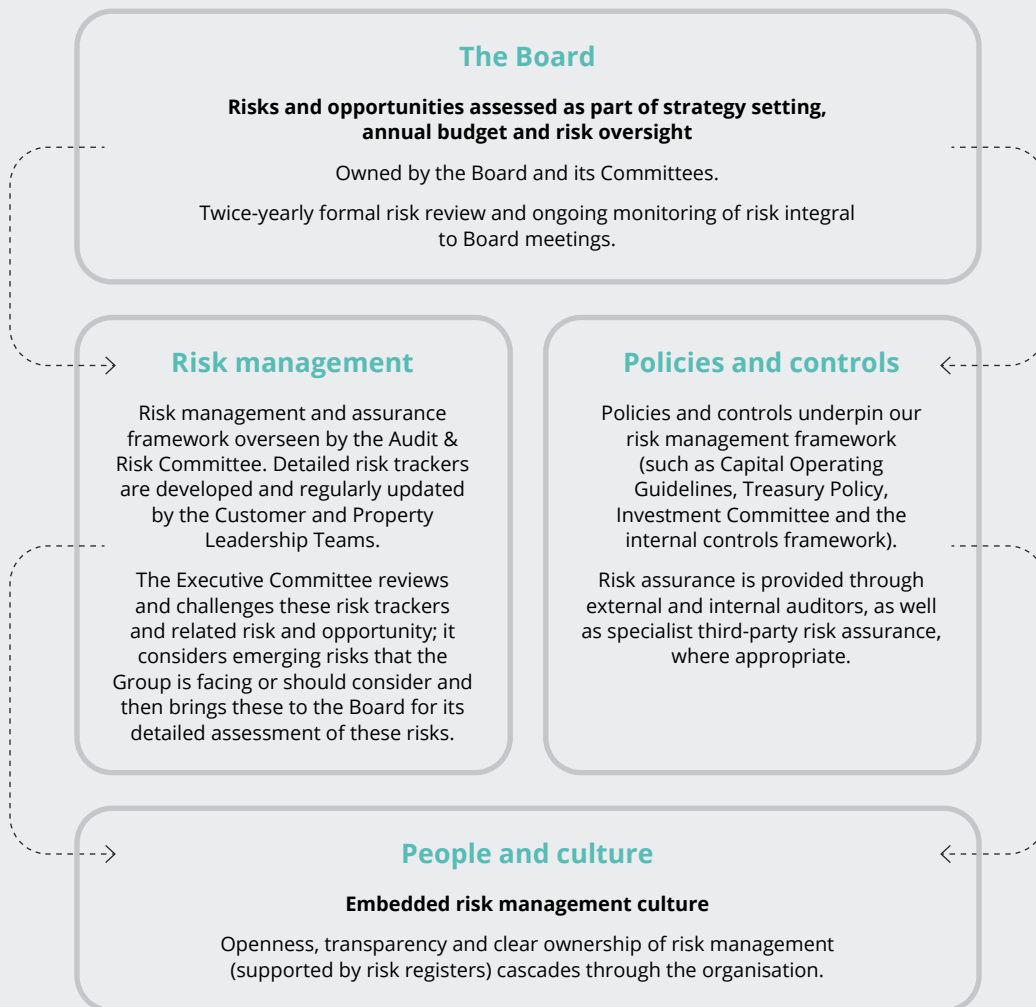 The Board
Risks and opportunities assessed as part of strategy setting,
annual budget and risk oversight
Owned by the Board and its Committees.
Twice-yearly formal risk review and ongoing monitoring of risk integral
to Board meetings.
Risk management
Risk management and assurance
framework overseen by the Audit &
Risk Committee. Detailed risk trackers
are developed and regularly updated
by the Customer and Property
Leadership Teams.
The Executive Committee reviews
and challenges these risk trackers
and related risk and opportunity; it
considers emerging risks that the
Group is facing or should consider and
then brings these to the Board for its
detailed assessment of these risks.
Policies and controls
Policies and controls underpin our
risk management framework
(such as Capital Operating
Guidelines, Treasury Policy,
Investment Committee and the
internal controls framework).
Risk assurance is provided through
external and internal auditors, as well
as specialist third-party risk assurance,
where appropriate.
People and culture
Embedded risk management culture
Openness, transparency and clear ownership of risk management
(supported by risk registers) cascades through the organisation.